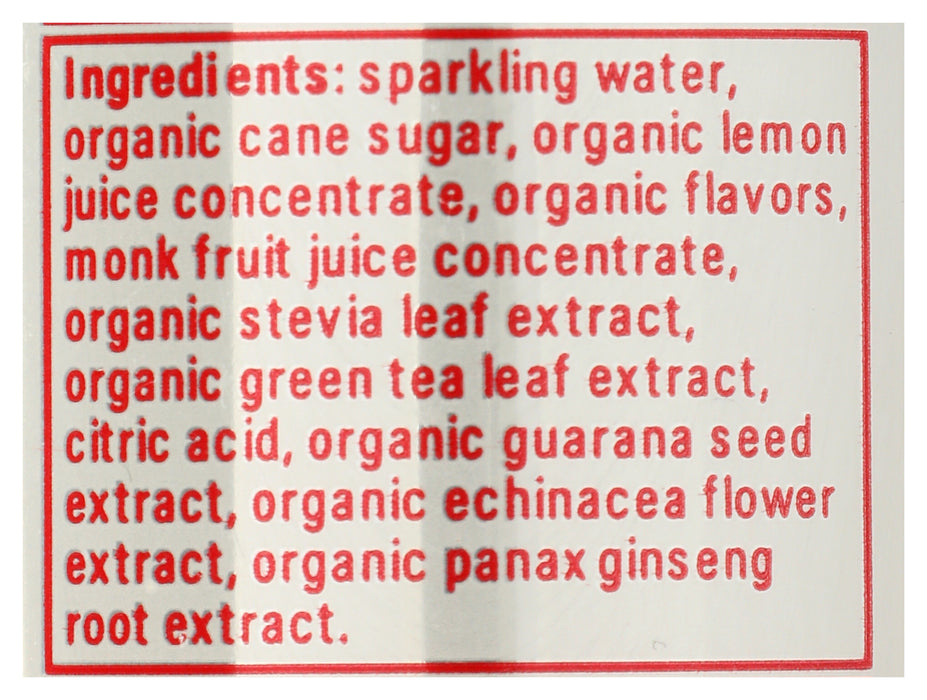 Ingredients: sparkling water,
organic cane sugar, organic lemon
juice concentrate, organic flavors,
monk fruit juice concentrate,
organic stevia leaf extract,
organic green tea leaf extract,
citric acid, organic guarana seed
extract, organic echinacea flower
extract, organic panax ginseng
root extract.